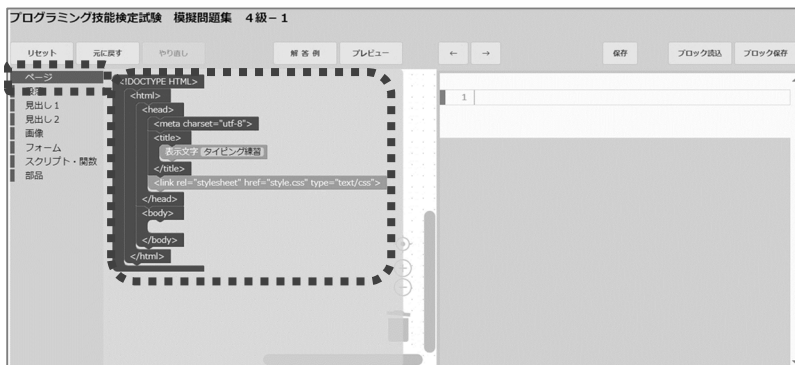 プログラミング技能検定試験　模擬問題集　４級－１
リセット 元に戻す やり直し 解 答 例 プレビュー ← → 保存 ブロック読込 ブロック保存
ページ
見出し１
見出し２
画像
フォーム
スクリプト・関数
部品
<!DOCTYPE HTML>
<html>
<head>
<meta charset="utf-8">
<title>
表示文字 タイピング練習
</title>
<link rel="stylesheet" href="style.css" type="text/css">
</head>
<body>
</body>
</html>
1